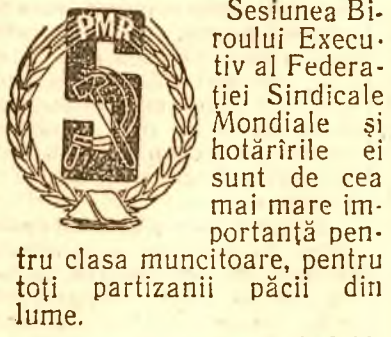 PMR
Sesiunea Bi-
roului Execu-
tiv al Federa-
ției Sindicale
Mondiale și
hotărîrile ei
sunt de cea
mai mare im-
portanță pen-
tru clasa muncitoare, pentru
toți partizanii păcii din
lume.